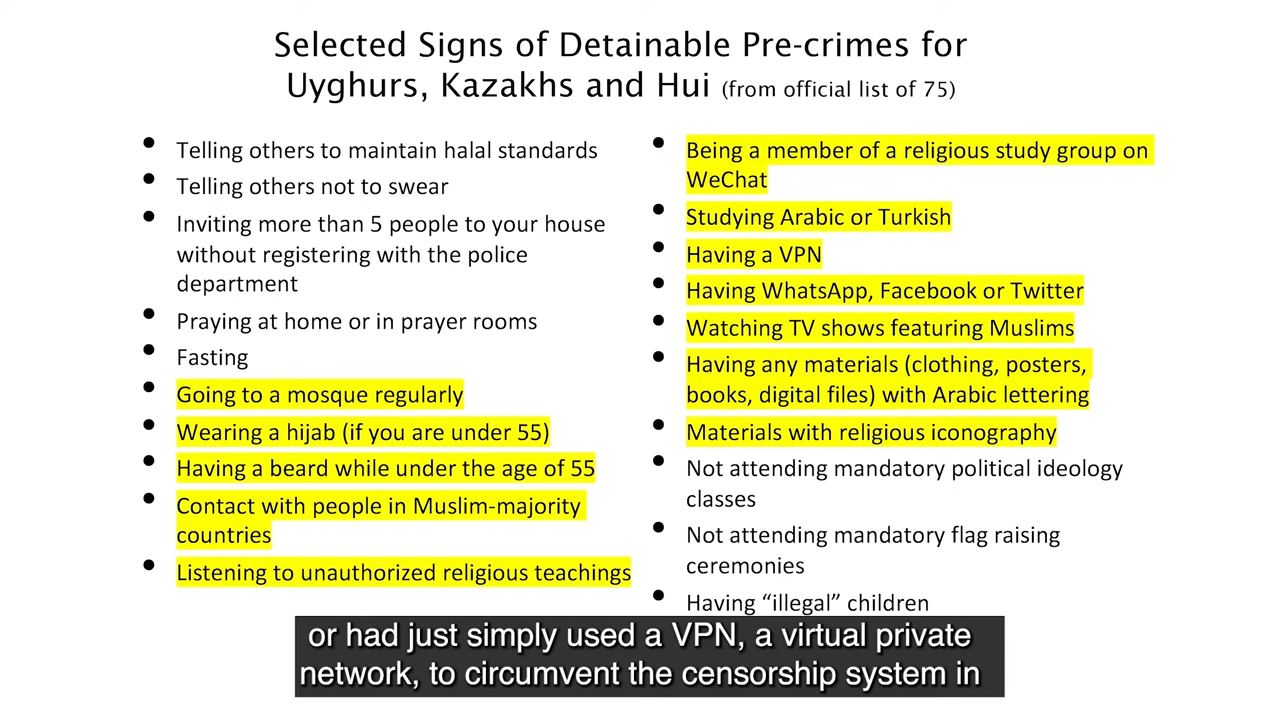 Selected Signs of Detainable Pre-crimes for
Uyghurs, Kazakhs and Hui (from official list of 75)
• Telling others to maintain halal standards
• Telling others not to swear
• Inviting more than 5 people to your house
without registering with the police
department
• Praying at home or in prayer rooms
• Fasting
• Going to a mosque regularly
• Wearing a hijab (if you are under 55)
• Having a beard while under the age of 55
• Contact with people in Muslim-majority
countries
• Listening to unauthorized religious teachings
• Being a member of a religious study group on
WeChat
• Studying Arabic or Turkish
• Having a VPN
• Having WhatsApp, Facebook or Twitter
• Watching TV shows featuring Muslims
• Having any materials (clothing, posters,
books, digital files) with Arabic lettering
• Materials with religious iconography
• Not attending mandatory political ideology
classes
• Not attending mandatory flag raising
ceremonies
• Having “illegal” children
or had just simply used a VPN, a virtual private
network, to circumvent the censorship system in